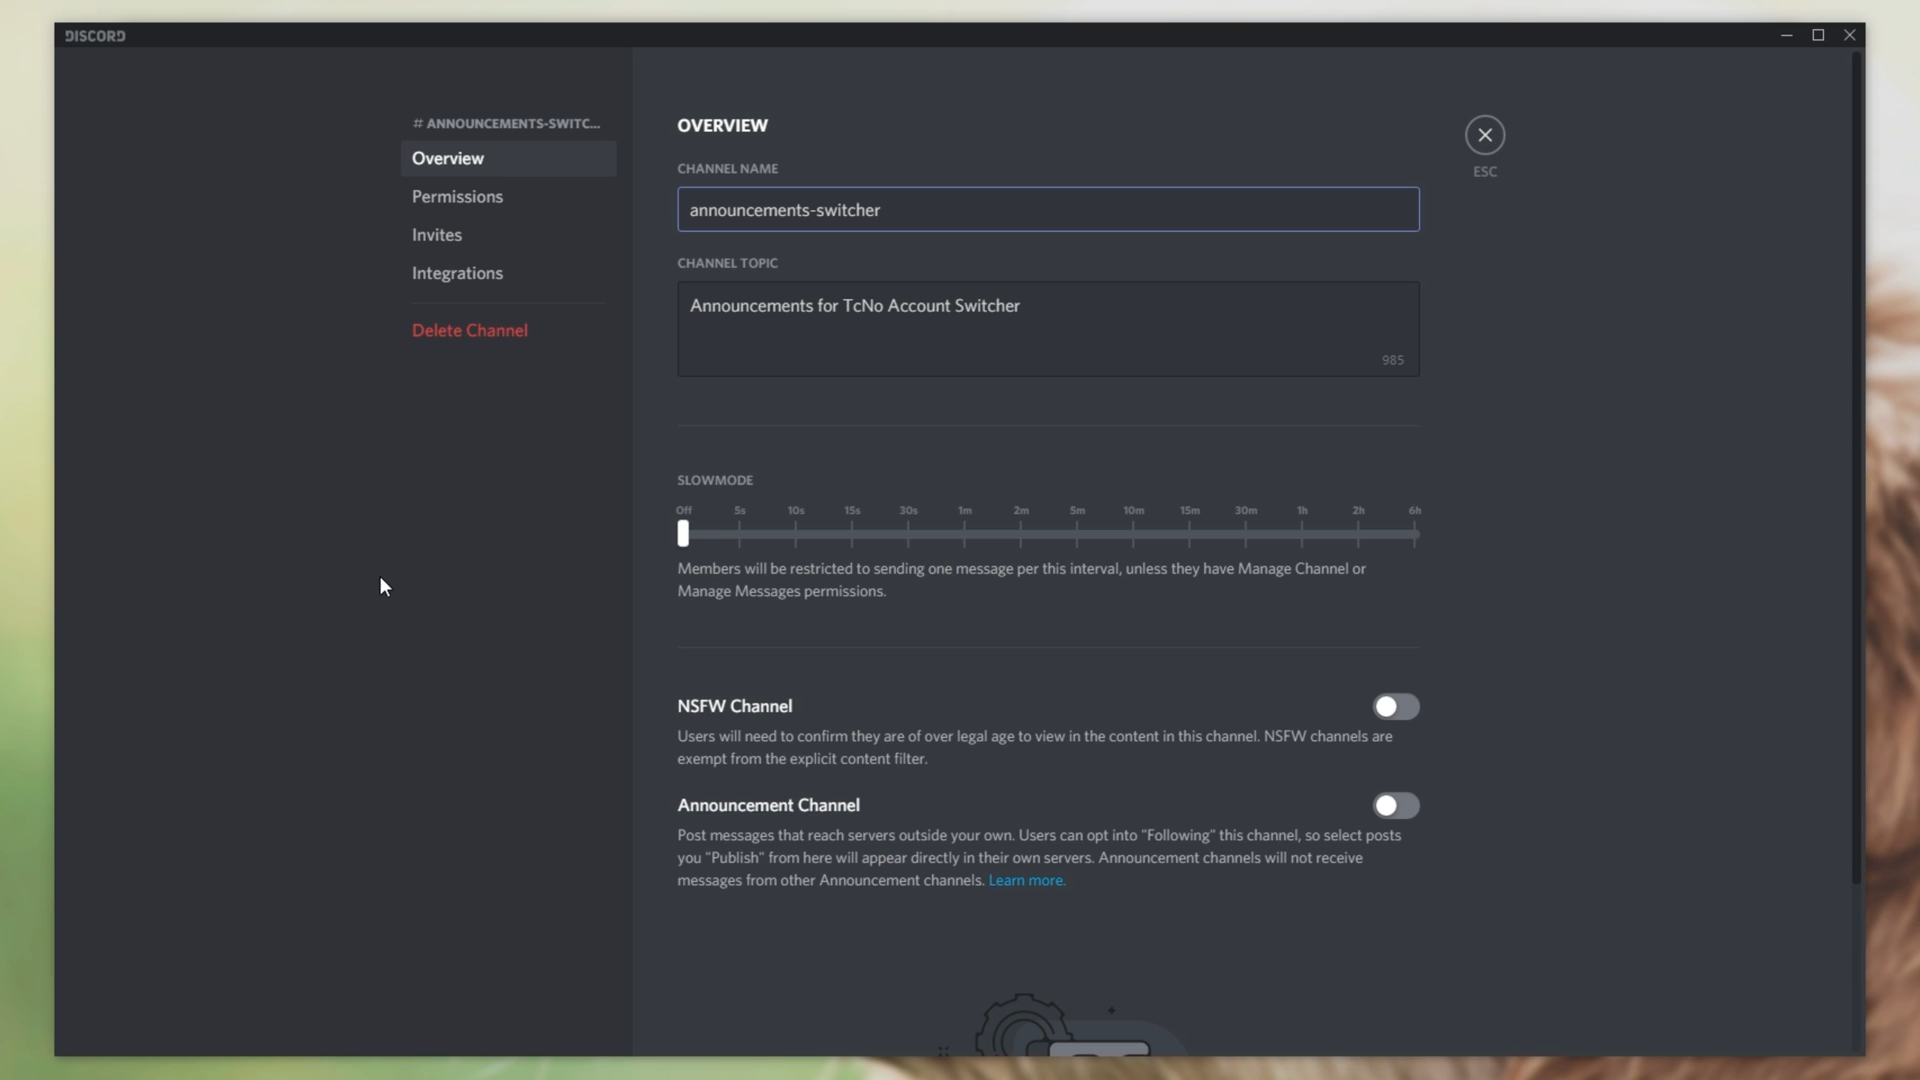 DISCORD
# ANNOUNCEMENTS-SWITC...
Overview
Permissions
Invites
Integrations
Delete Channel
OVERVIEW
CHANNEL NAME
announcements-switcher
CHANNEL TOPIC
Announcements for TcNo Account Switcher
985
ESC
SLOWMODE
Off 5s 10s 15s 30s 1m 2m 5m 10m 15m 30m 1h 2h 6h
Members will be restricted to sending one message per this interval, unless they have Manage Channel or
Manage Messages permissions.
NSFW Channel
Users will need to confirm they are of over legal age to view in the content in this channel. NSFW channels are
exempt from the explicit content filter.
Announcement Channel
Post messages that reach servers outside your own. Users can opt into "Following" this channel, so select posts
you "Publish" from here will appear directly in their own servers. Announcement channels will not receive
messages from other Announcement channels. Learn more.